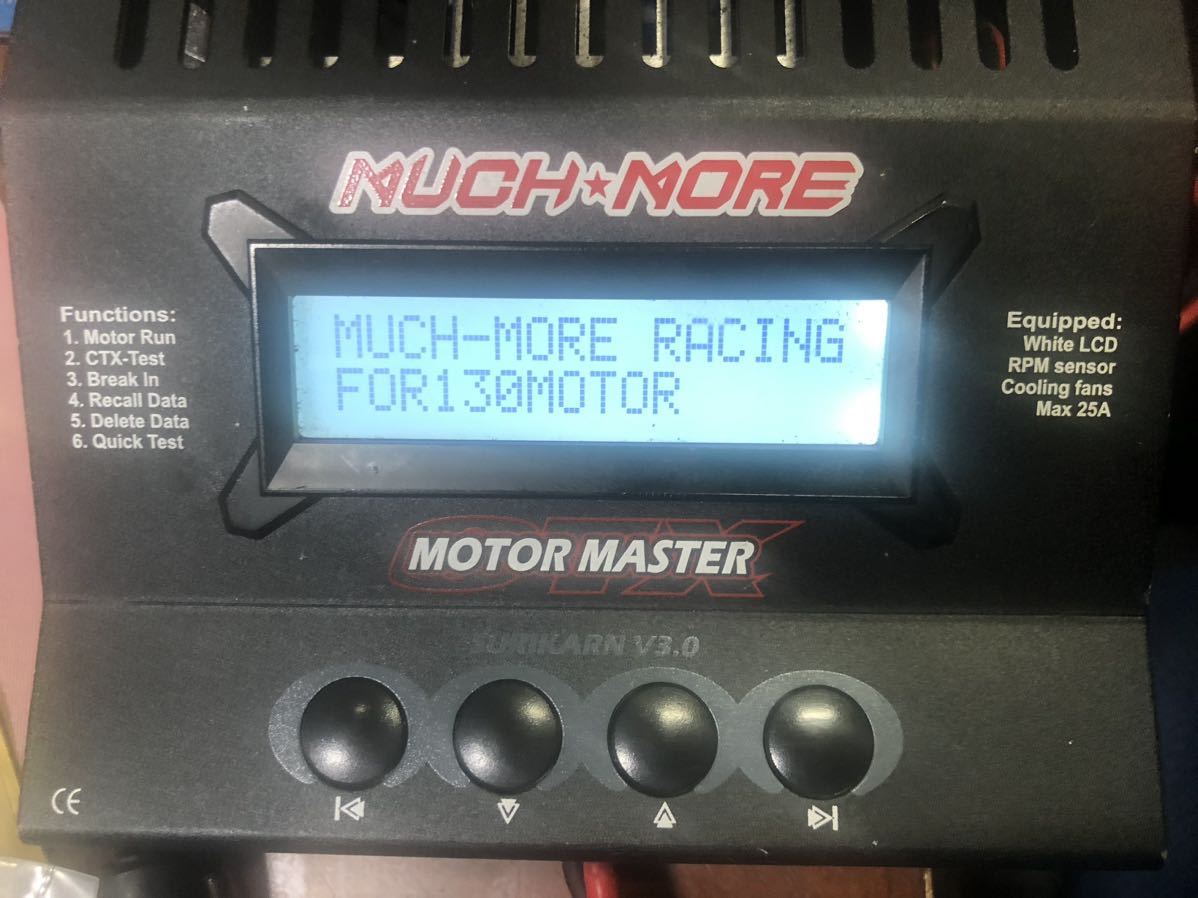 MUCH★MORE
Functions:
1. Motor Run
2. CTX-Test
3. Break In
4. Recall Data
5. Delete Data
6. Quick Test
MUCH-MORE RACING
FOR130MOTOR
Equipped:
White LCD
RPM sensor
Cooling fans
Max 25A
CTX
MOTOR MASTER
SURIKARN V3.0
CE